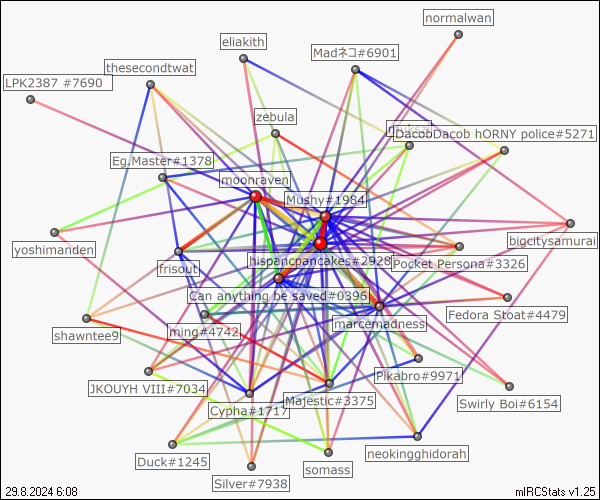 normalwan
eliakith
Madネコ#6901
thesecondtwat
LPK2387 #7690
zebula
DacobDacob hORNY police#5271
Eg.Master#1378
moonraven
Mushy#1984
yoshimanden
bigcitysamurai
hispancpancakes#2928
frisout
Pocket Persona#3326
Can anything be saved#0396
Fedora Stoat#4479
marcemadness
ming#4742
shawntee9
Pikabro#9971
JKOUYH VIII#7034
Majestic#3375
Swirly Boi#6154
Cypha#1717
neokingghidorah
Duck#1245
somass
Silver#7938
29.8.2024 6:08
mIRCStats v1.25